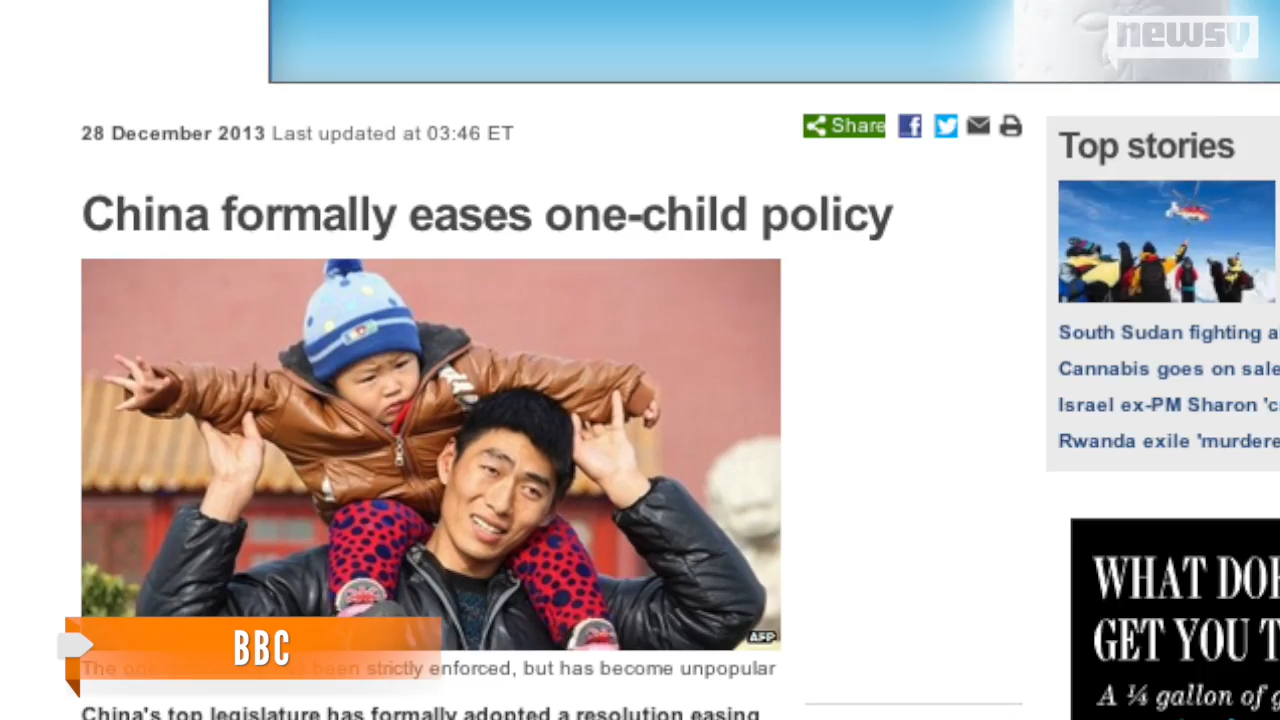 newsy
28 December 2013 Last updated at 03:46 ET
Share
China formally eases one-child policy
AFP
BBC
The one been strictly enforced, but has become unpopular
China's top legislature has formally adopted a resolution easing
Top stories
South Sudan fighting a
Cannabis goes on sale
Israel ex-PM Sharon 'c
Rwanda exile 'murdere
WHAT DO
GET YOU T
A ¼ gallon of g